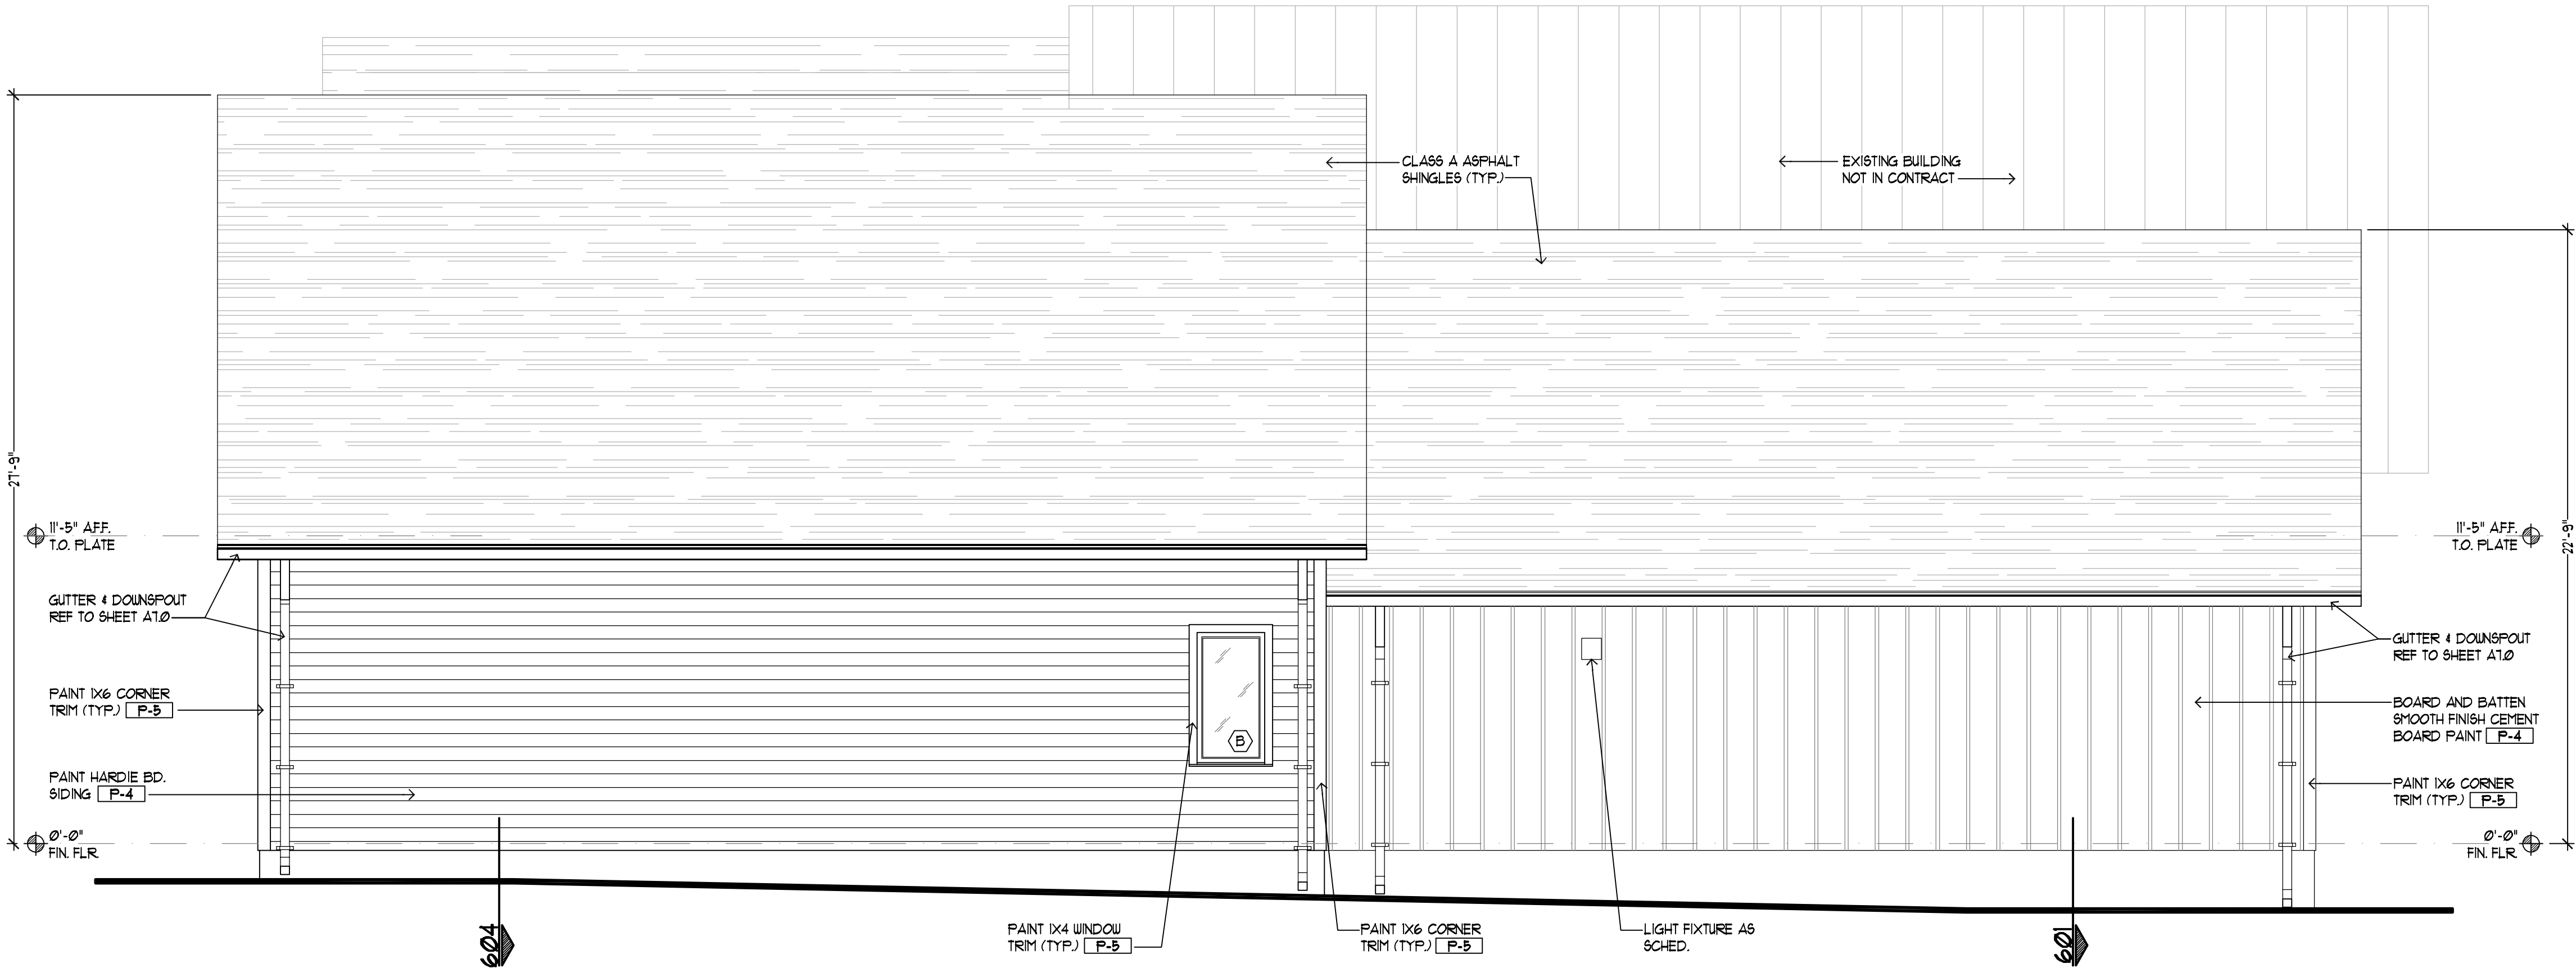 CLASS A ASPHALT
SHINGLES (TYP.)
EXISTING BUILDING
NOT IN CONTRACT
27'-9"
11'-5" A.F.F.
T.O. PLATE
11'-5" A.F.F.
T.O. PLATE
22'-9"
GUTTER & DOWNSPOUT
REF TO SHEET A7.0
GUTTER & DOWNSPOUT
REF TO SHEET A7.0
PAINT 1X6 CORNER
TRIM (TYP.) P-5
BOARD AND BATTEN
SMOOTH FINISH CEMENT
BOARD PAINT P-4
B
PAINT HARDIE BD.
SIDING P-4
PAINT 1X6 CORNER
TRIM (TYP.) P-5
0'-0"
FIN. FLR.
0'-0"
FIN. FLR.
604
PAINT 1X4 WINDOW
TRIM (TYP.) P-5
PAINT 1X6 CORNER
TRIM (TYP.) P-5
LIGHT FIXTURE AS
SCHED.
601